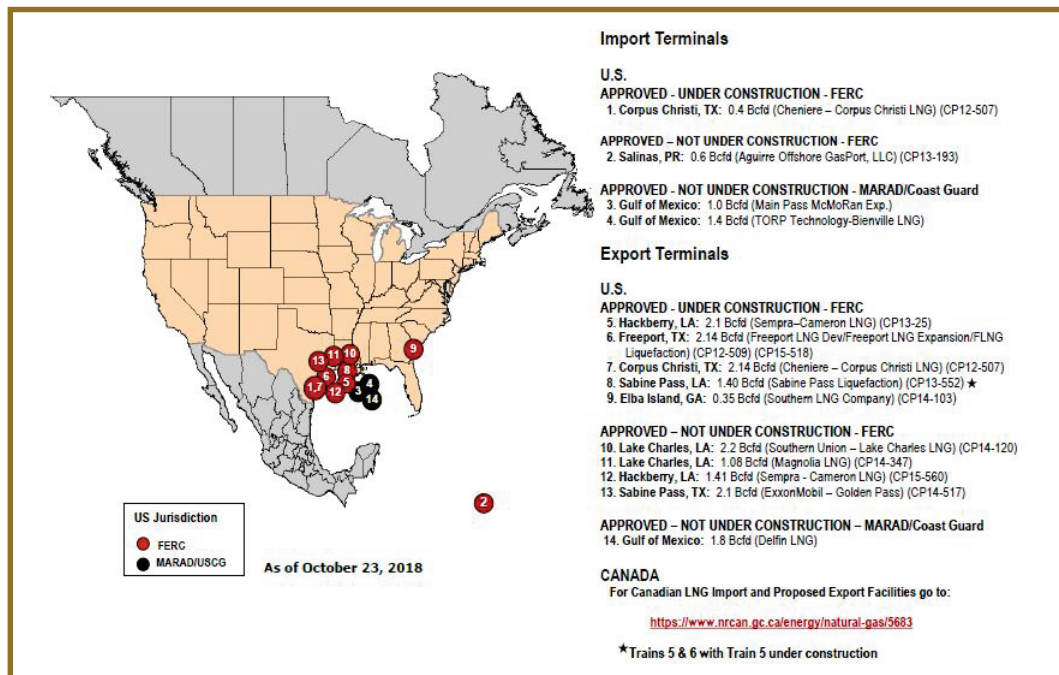 Import Terminals
U.S.
APPROVED - UNDER CONSTRUCTION - FERC
1. Corpus Christi, TX: 0.4 Bcfd (Cheniere – Corpus Christi LNG) (CP12-507)
APPROVED – NOT UNDER CONSTRUCTION - FERC
2. Salinas, PR: 0.6 Bcfd (Aguirre Offshore GasPort, LLC) (CP13-193)
APPROVED - NOT UNDER CONSTRUCTION - MARAD/Coast Guard
3. Gulf of Mexico: 1.0 Bcfd (Main Pass McMoRan Exp.)
4. Gulf of Mexico: 1.4 Bcfd (TORP Technology-Bienville LNG)
Export Terminals
U.S.
APPROVED - UNDER CONSTRUCTION - FERC
5. Hackberry, LA: 2.1 Bcfd (Sempra–Cameron LNG) (CP13-25)
6. Freeport, TX: 2.14 Bcfd (Freeport LNG Dev/Freeport LNG Expansion/FLNG
Liquefaction) (CP12-509) (CP15-518)
7. Corpus Christi, TX: 2.14 Bcfd (Cheniere – Corpus Christi LNG) (CP12-507)
8. Sabine Pass, LA: 1.40 Bcfd (Sabine Pass Liquefaction) (CP13-552) ★
9. Elba Island, GA: 0.35 Bcfd (Southern LNG Company) (CP14-103)
APPROVED – NOT UNDER CONSTRUCTION - FERC
10. Lake Charles, LA: 2.2 Bcfd (Southern Union – Lake Charles LNG) (CP14-120)
11. Lake Charles, LA: 1.08 Bcfd (Magnolia LNG) (CP14-347)
12. Hackberry, LA: 1.41 Bcfd (Sempra - Cameron LNG) (CP15-560)
13. Sabine Pass, TX: 2.1 Bcfd (ExxonMobil – Golden Pass) (CP14-517)
APPROVED – NOT UNDER CONSTRUCTION – MARAD/Coast Guard
14. Gulf of Mexico: 1.8 Bcfd (Delfin LNG)
CANADA
For Canadian LNG Import and Proposed Export Facilities go to:
https://www.nrcan.gc.ca/energy/natural-gas/5683
★Trains 5 & 6 with Train 5 under construction
9
13 11 10
6 8
1,7 5 4
12 3
14
2
US Jurisdiction
FERC
MARAD/USCG
As of October 23, 2018